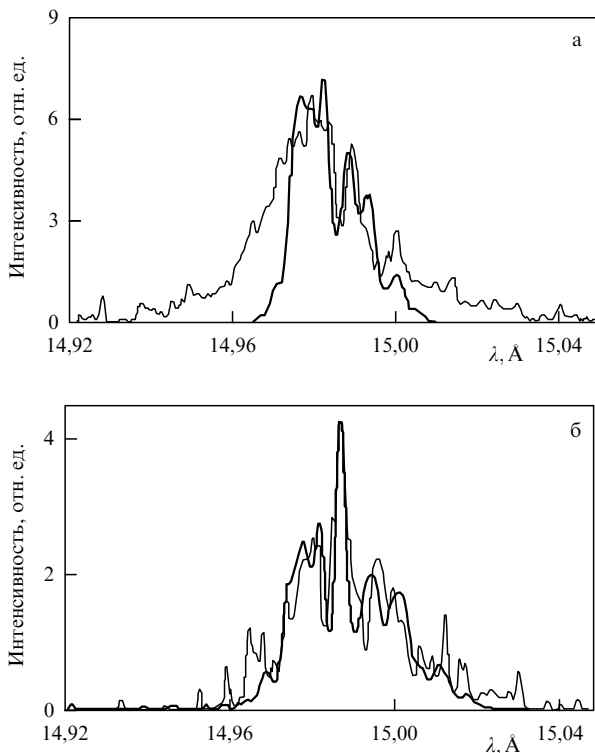 Интенсивность, отн. ед.
9
6
3
0
а
14,92
14,96
15,00
15,04
λ, Å
Интенсивность, отн. ед.
4
2
0
б
14,92
14,96
15,00
15,04
λ, Å